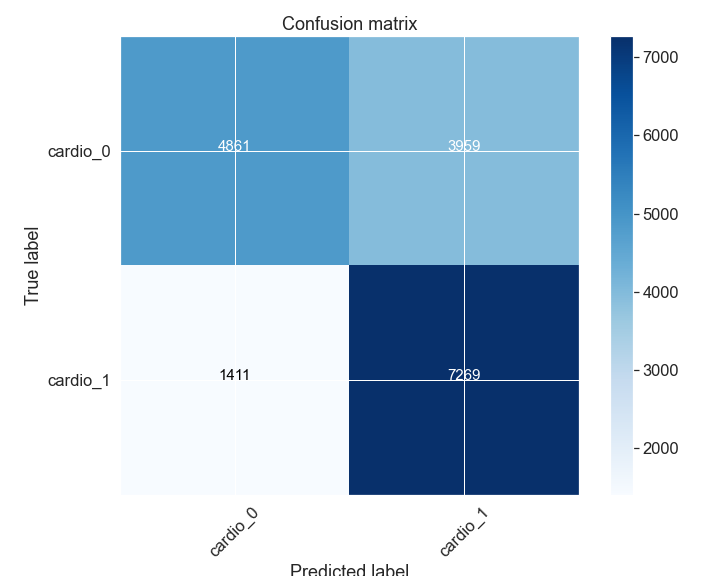 Confusion matrix
cardio_0
4861
3959
cardio_1
1411
7269
True label
cardio_0
cardio_1
Predicted label
7000
6000
5000
4000
3000
2000